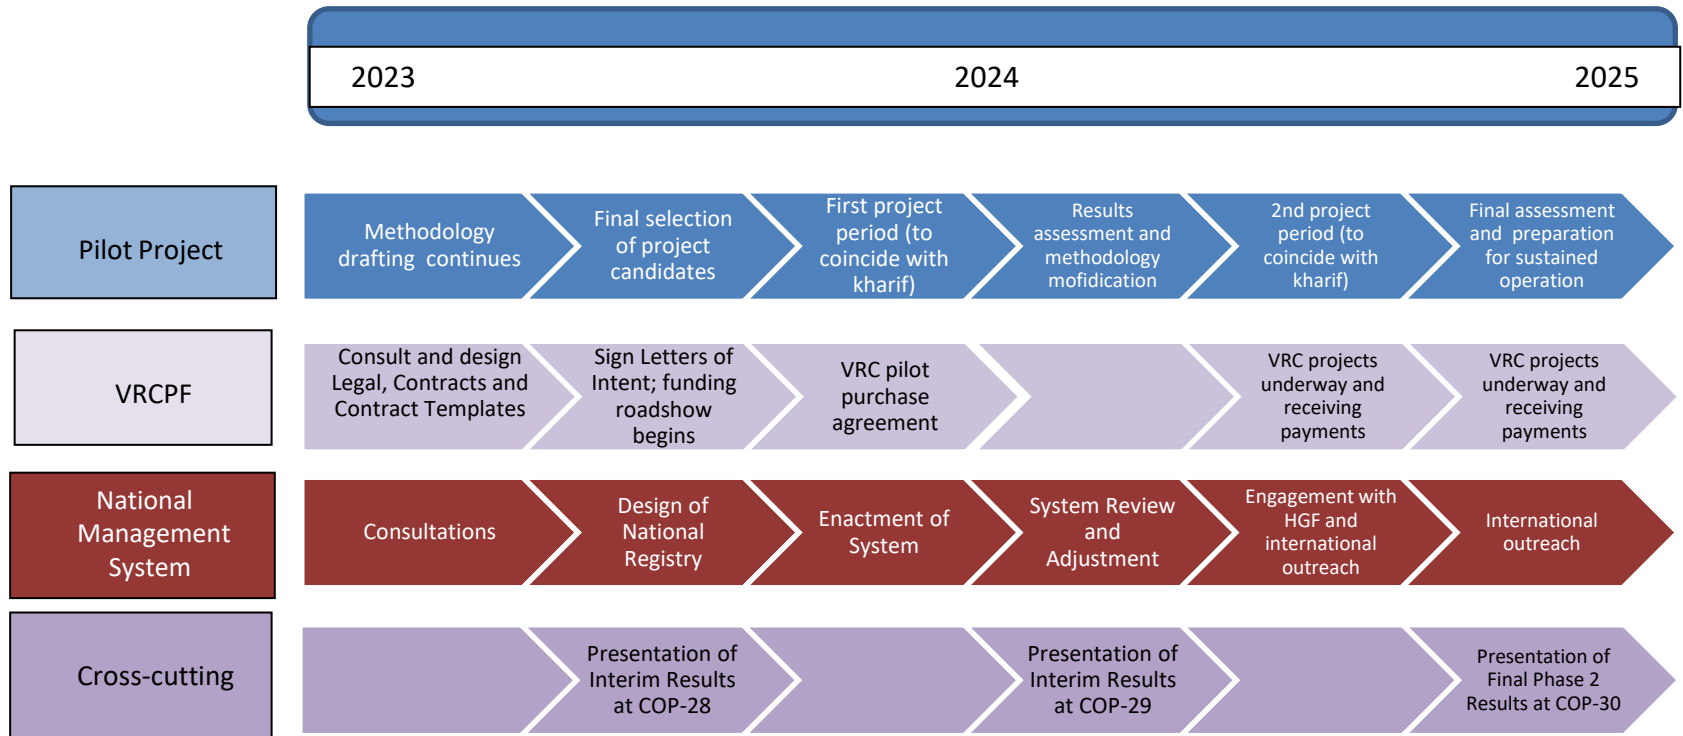 2023
2024
2025
Pilot Project
Methodology
drafting continues
Final selection
of project
candidates
First project
period (to
coincide with
kharif)
Results
assessment and
methodology
mofidication
2nd project
period (to
coincide with
kharif)
Final assessment
and preparation
for sustained
operation
VRCPF
Consult and design
Legal, Contracts and
Contract Templates
Sign Letters of
Intent; funding
roadshow
begins
VRC pilot
purchase
agreement
VRC projects
underway and
receiving
payments
VRC projects
underway and
receiving
payments
National
Management
System
Consultations
Design of
National
Registry
Enactment of
System
System Review
and
Adjustment
Engagement with
HGF and
international
outreach
International
outreach
Cross-cutting
Presentation of
Interim Results
at COP-28
Presentation of
Interim Results
at COP-29
Presentation of
Final Phase 2
Results at COP-30